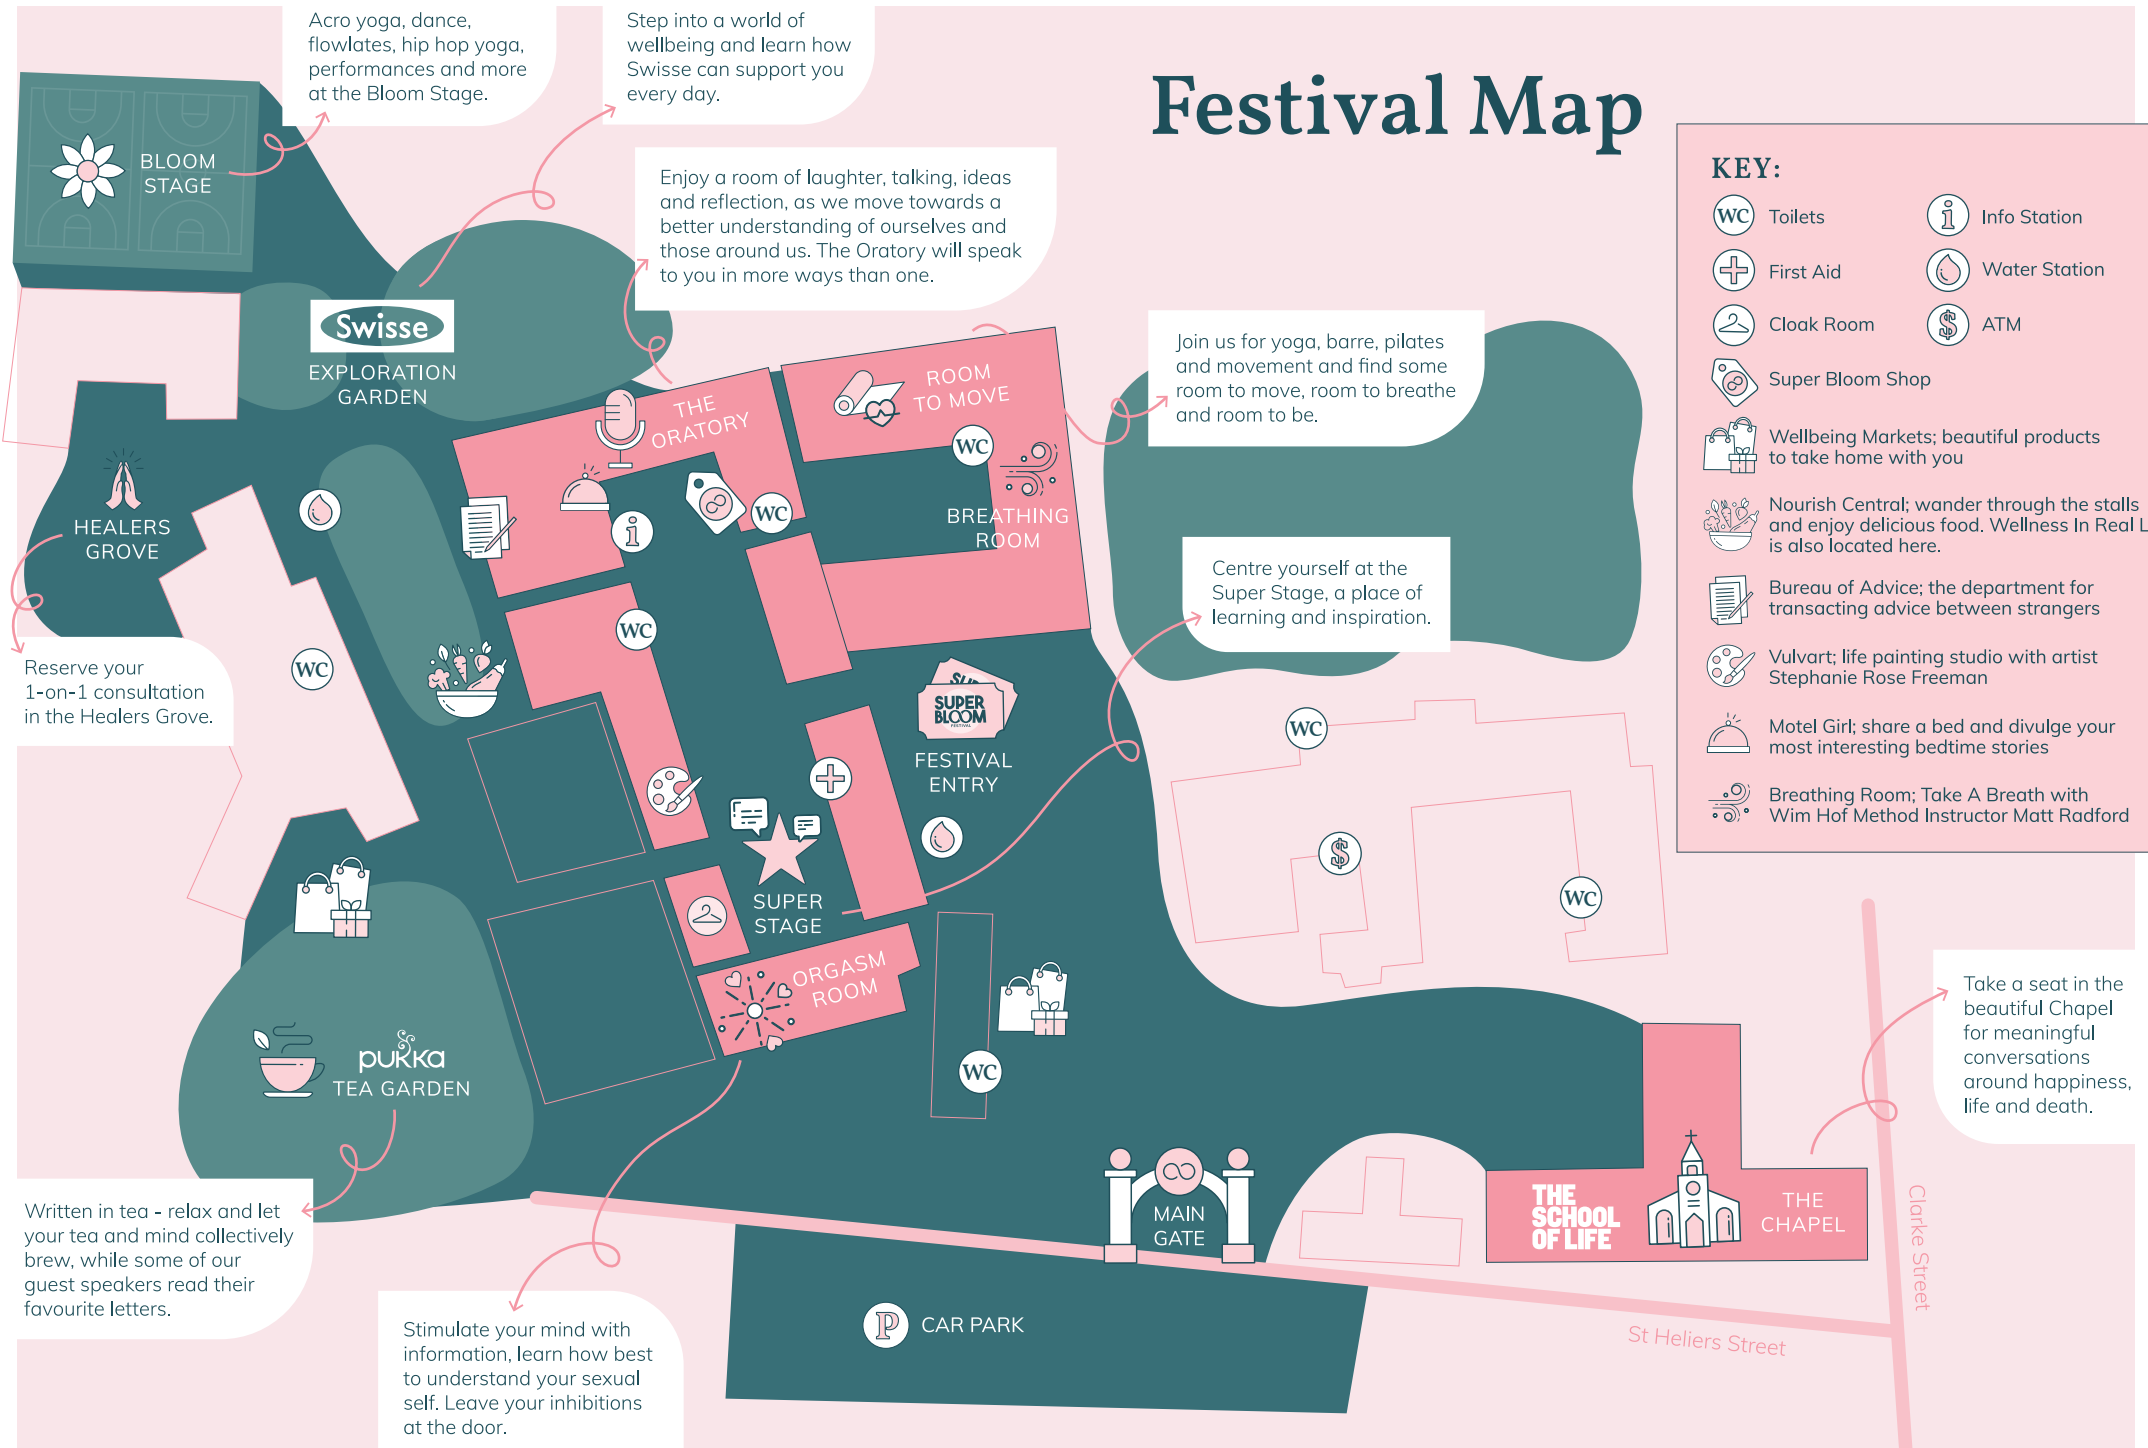 Festival Map
Acro yoga, dance,
flowlates, hip hop yoga,
performances and more
at the Bloom Stage.
Step into a world of
wellbeing and learn how
Swisse can support you
every day.
BLOOM
STAGE
Enjoy a room of laughter, talking, ideas
and reflection, as we move towards a
better understanding of ourselves and
those around us. The Oratory will speak
to you in more ways than one.
Swisse
EXPLORATION
GARDEN
THE
ORATORY
ROOM
TO MOVE
Join us for yoga, barre, pilates
and movement and find some
room to move, room to breathe
and room to be.
WC
BREATHING
ROOM
WC
i
HEALERS
GROVE
Centre yourself at the
Super Stage, a place of
learning and inspiration.
WC
WC
Reserve your
1-on-1 consultation
in the Healers Grove.
SUPER
BLOOM
FESTIVAL
FESTIVAL
ENTRY
WC
$
WC
SUPER
STAGE
ORGASM
ROOM
WC
pukka
TEA GARDEN
Written in tea - relax and let
your tea and mind collectively
brew, while some of our
guest speakers read their
favourite letters.
Stimulate your mind with
information, learn how best
to understand your sexual
self. Leave your inhibitions
at the door.
MAIN
GATE
P
CAR PARK
THE
SCHOOL
OF LIFE
THE
CHAPEL
Take a seat in the
beautiful Chapel
for meaningful
conversations
around happiness,
life and death.
Clarke Street
St Heliers Street
KEY:
WC Toilets
i Info Station
First Aid
Water Station
Cloak Room
$ ATM
Super Bloom Shop
Wellbeing Markets; beautiful products
to take home with you
Nourish Central; wander through the stalls
and enjoy delicious food. Wellness In Real L
is also located here.
Bureau of Advice; the department for
transacting advice between strangers
Vulvart; life painting studio with artist
Stephanie Rose Freeman
Motel Girl; share a bed and divulge your
most interesting bedtime stories
Breathing Room; Take A Breath with
Wim Hof Method Instructor Matt Radford